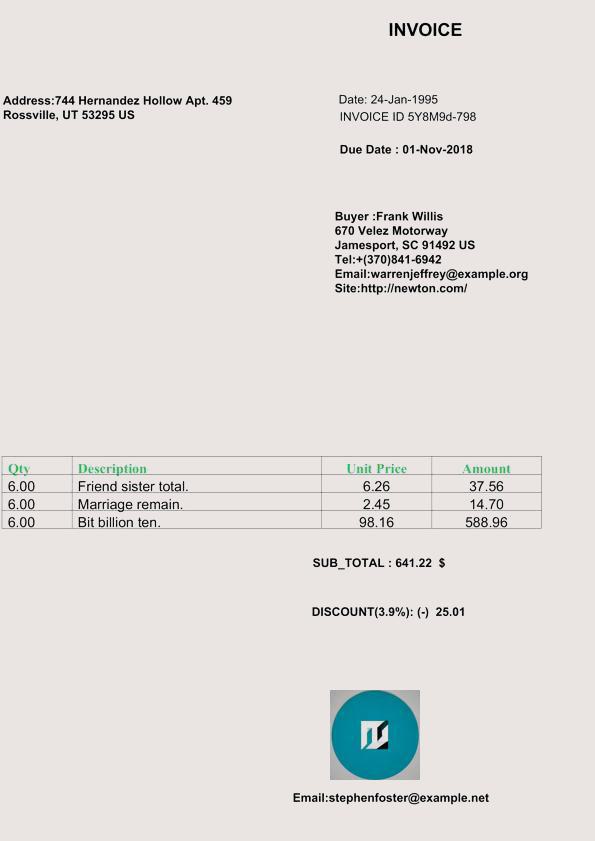 INVOICE
Address:744 Hernandez Hollow Apt. 459
Rossville, UT 53295 US
Date: 24-Jan-1995
INVOICE ID 5Y8M9d-798
Due Date : 01-Nov-2018
Buyer :Frank Willis
670 Velez Motorway
Jamesport, SC 91492 US
Tel:+(370)841-6942
Email:warrenjeffrey@example.org
Site:http://newton.com/
Qty Description Unit Price Amount
6.00 Friend sister total. 6.26 37.56
6.00 Marriage remain. 2.45 14.70
6.00 Bit billion ten. 98.16 588.96
SUB_TOTAL : 641.22 $
DISCOUNT(3.9%): (-) 25.01
Email:stephenfoster@example.net